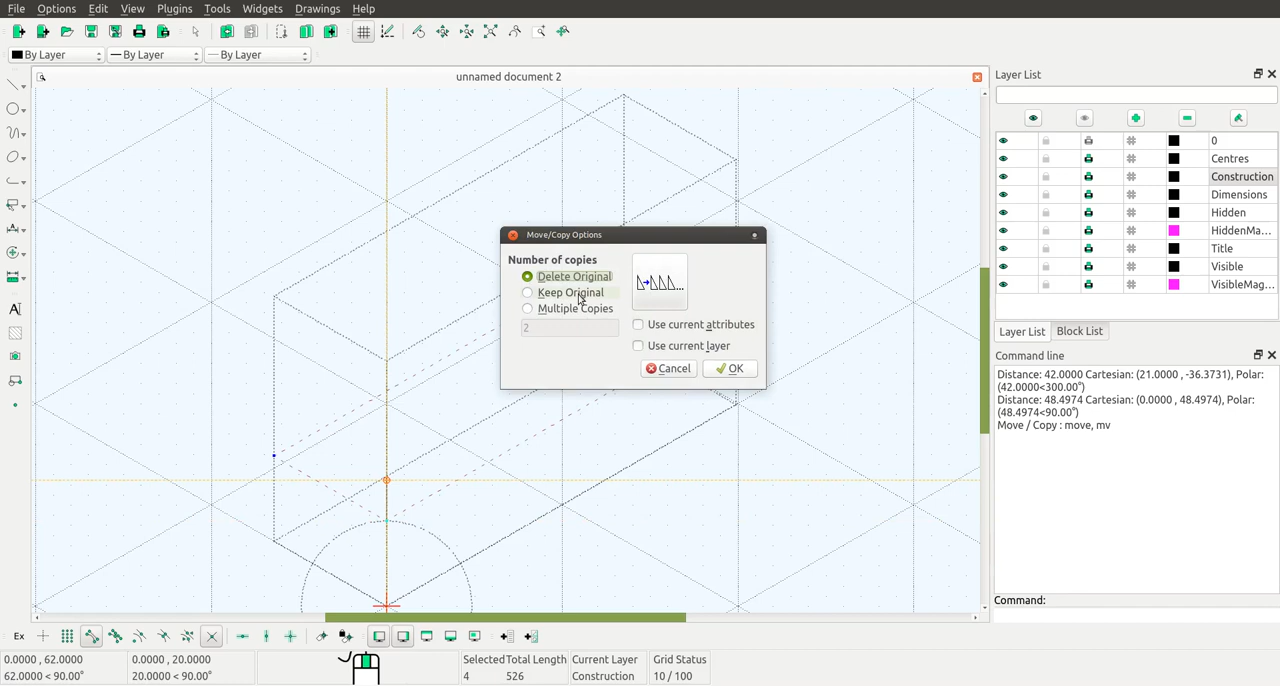 File Options Edit View Plugins Tools Widgets Drawings Help
By Layer By Layer By Layer
unnamed document 2
Layer List
0
Centres
Construction
Dimensions
Hidden
HiddenMa...
Title
Visible
VisibleMag...
Layer List Block List
Move/Copy Options
Number of copies
Delete Original
Keep Original
Multiple Copies
2
Use current attributes
Use current layer
Cancel OK
Command line
Distance: 42.0000 Cartesian: (21.0000 , -36.3731), Polar:
(42.0000<300.00°)
Distance: 48.4974 Cartesian: (0.0000 , 48.4974), Polar:
(48.4974<90.00°)
Move / Copy : move, mv
Command:
Ex
0.0000 , 62.0000 0.0000 , 20.0000 Selected Total Length Current Layer Grid Status
62.0000 < 90.00° 20.0000 < 90.00° 4 526 Construction 10 / 100